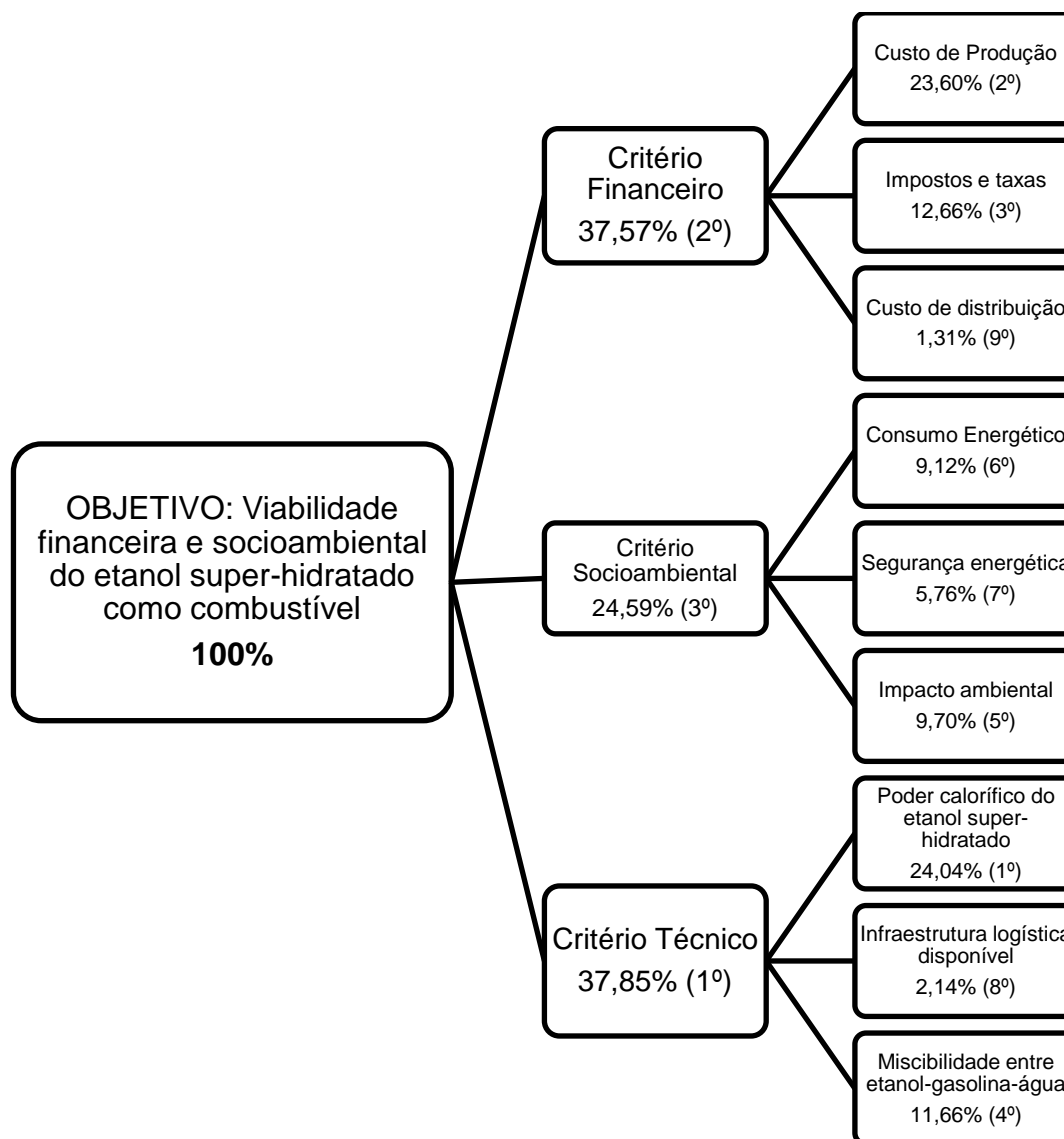 OBJETIVO: Viabilidade
financeira e socioambiental
do etanol super-hidratado
como combustível
100%
Critério
Financeiro
37,57% (2º)
Custo de Produção
23,60% (2º)
Impostos e taxas
12,66% (3º)
Custo de distribuição
1,31% (9º)
Critério
Socioambiental
24,59% (3º)
Consumo Energético
9,12% (6º)
Segurança energética
5,76% (7º)
Impacto ambiental
9,70% (5º)
Critério Técnico
37,85% (1º)
Poder calorífico do
etanol super-
hidratado
24,04% (1º)
Infraestrutura logística
disponível
2,14% (8º)
Miscibilidade entre
etanol-gasolina-água
11,66% (4º)